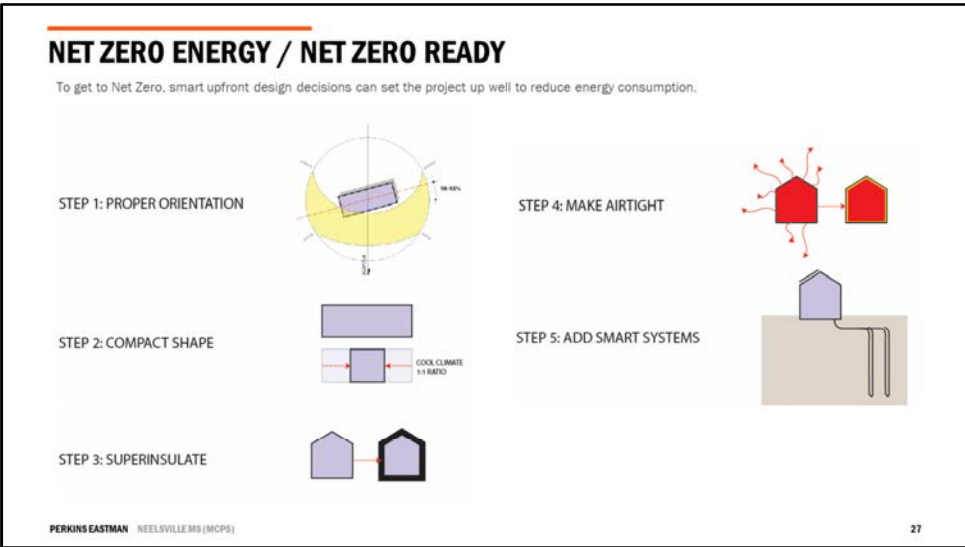 NET ZERO ENERGY / NET ZERO READY
To get to Net Zero, smart upfront design decisions can set the project up well to reduce energy consumption.
STEP 1: PROPER ORIENTATION
STEP 2: COMPACT SHAPE
COOL CLIMATE
1:1 RATIO
STEP 3: SUPERINSULATE
STEP 4: MAKE AIRTIGHT
STEP 5: ADD SMART SYSTEMS
PERKINS EASTMAN NEELSVILLE MS (MCPS)
27